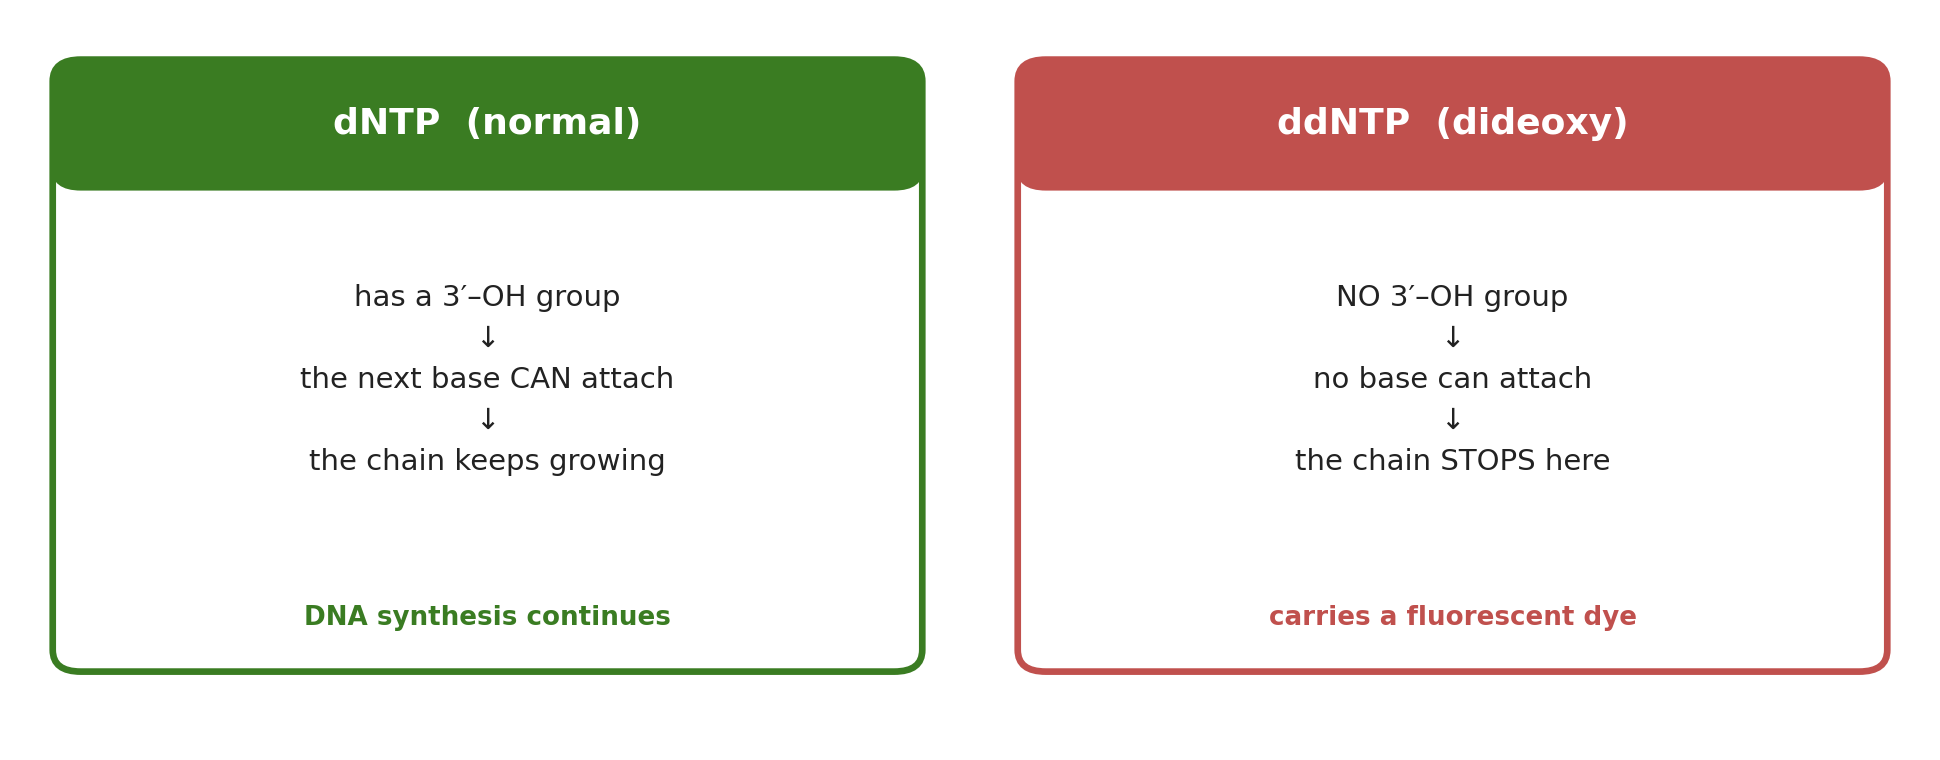 dNTP  (normal)
has a 3′–OH group
↓
the next base CAN attach
↓
the chain keeps growing
DNA synthesis continues
ddNTP  (dideoxy)
NO 3′–OH group
↓
no base can attach
↓
the chain STOPS here
carries a fluorescent dye